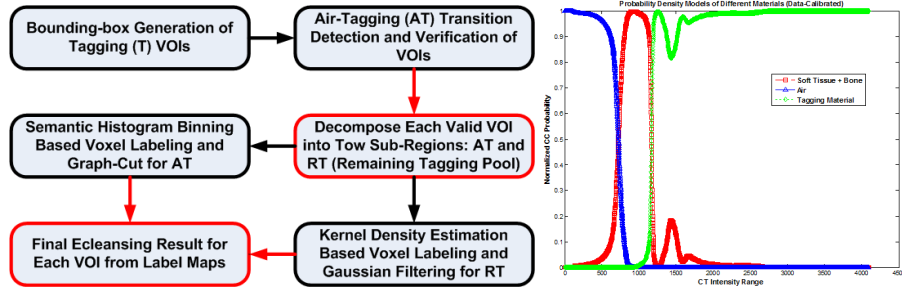 Bounding-box Generation of
Tagging (T) VOIs
Air-Tagging (AT) Transition
Detection and Verification of
VOIs
Semantic Histogram Binning
Based Voxel Labeling and
Graph-Cut for AT
Decompose Each Valid VOI
into Tow Sub-Regions: AT and
RT (Remaining Tagging Pool)
Final Ecleansing Result for
Each VOI from Label Maps
Kernel Density Estimation
Based Voxel Labeling and
Gaussian Filtering for RT
Probability Density Models of Different Materials (Data-Calibrated)
Normalized CC Probability
1
0.9
0.8
0.7
0.6
0.5
0.4
0.3
0.2
0.1
0
Soft Tissue + Bone
Air
Tagging Material
0 500 1000 1500 2000 2500 3000 3500 4000 4500
CT Intensity Range